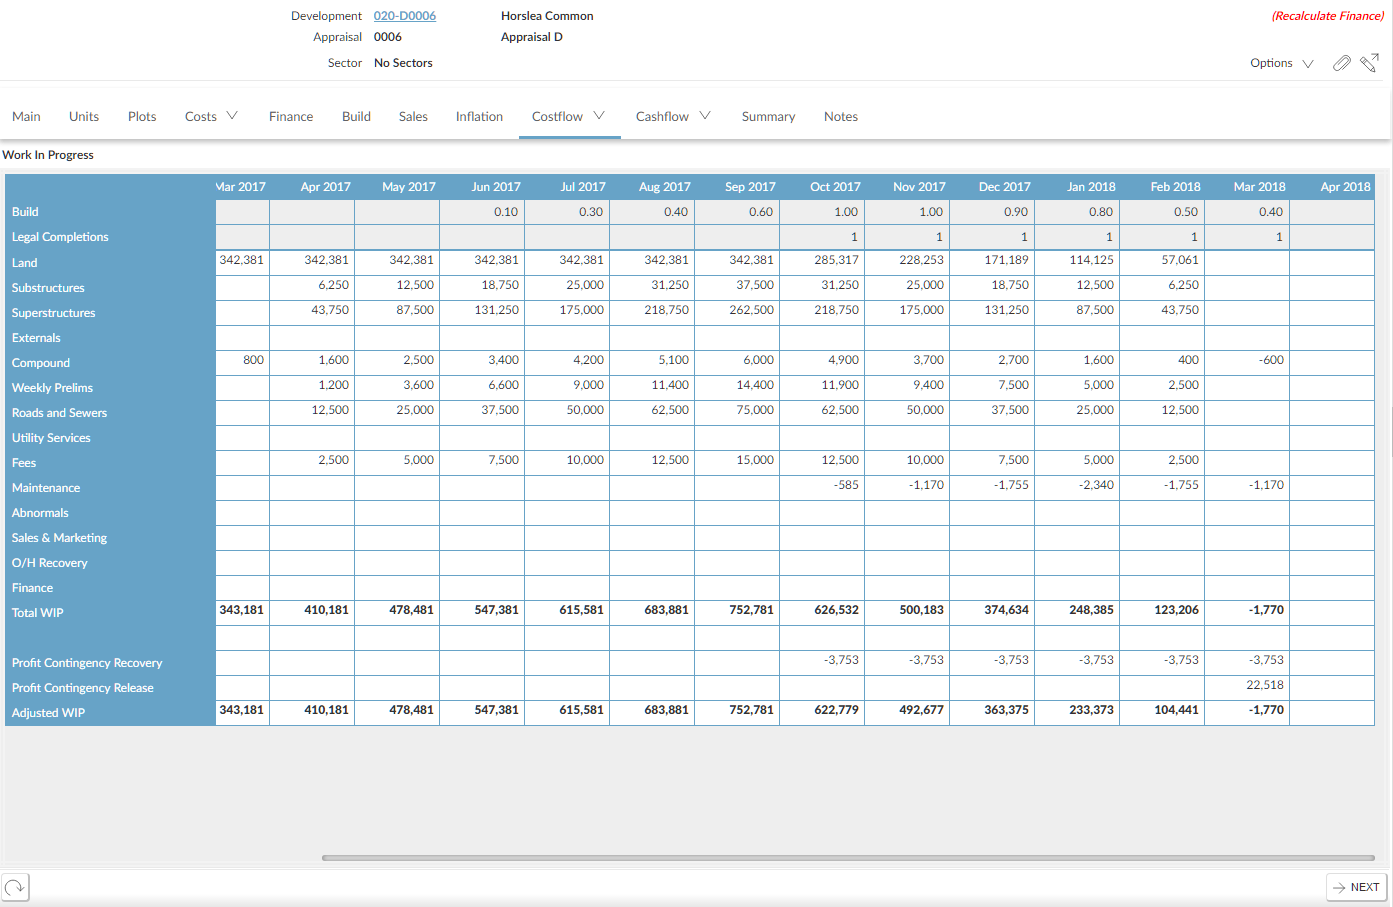 Development 020-D0006 Horslea Common (Recalculate Finance)
Appraisal 0006 Appraisal D
Sector No Sectors Options
Main Units Plots Costs Finance Build Sales Inflation Costflow Cashflow Summary Notes
Work In Progress
Mar 2017 Apr 2017 May 2017 Jun 2017 Jul 2017 Aug 2017 Sep 2017 Oct 2017 Nov 2017 Dec 2017 Jan 2018 Feb 2018 Mar 2018 Apr 2018
Build 0.10 0.30 0.40 0.60 1.00 1.00 0.90 0.80 0.50 0.40
Legal Completions 1 1 1 1 1 1
Land 342,381 342,381 342,381 342,381 342,381 342,381 342,381 285,317 228,253 171,189 114,125 57,061
Substructures 6,250 12,500 18,750 25,000 31,250 37,500 31,250 25,000 18,750 12,500 6,250
Superstructures 43,750 87,500 131,250 175,000 218,750 262,500 218,750 175,000 131,250 87,500 43,750
Externals
Compound 800 1,600 2,500 3,400 4,200 5,100 6,000 4,900 3,700 2,700 1,600 400 -600
Weekly Prelims 1,200 3,600 6,600 9,000 11,400 14,400 11,900 9,400 7,500 5,000 2,500
Roads and Sewers 12,500 25,000 37,500 50,000 62,500 75,000 62,500 50,000 37,500 25,000 12,500
Utility Services
Fees 2,500 5,000 7,500 10,000 12,500 15,000 12,500 10,000 7,500 5,000 2,500
Maintenance -585 -1,170 -1,755 -2,340 -1,755 -1,170
Abnormals
Sales & Marketing
O/H Recovery
Finance
Total WIP 343,181 410,181 478,481 547,381 615,581 683,881 752,781 626,532 500,183 374,634 248,385 123,206 -1,770
Profit Contingency Recovery -3,753 -3,753 -3,753 -3,753 -3,753 -3,753
Profit Contingency Release 22,518
Adjusted WIP 343,181 410,181 478,481 547,381 615,581 683,881 752,781 622,779 492,677 363,375 233,373 104,441 -1,770
NEXT